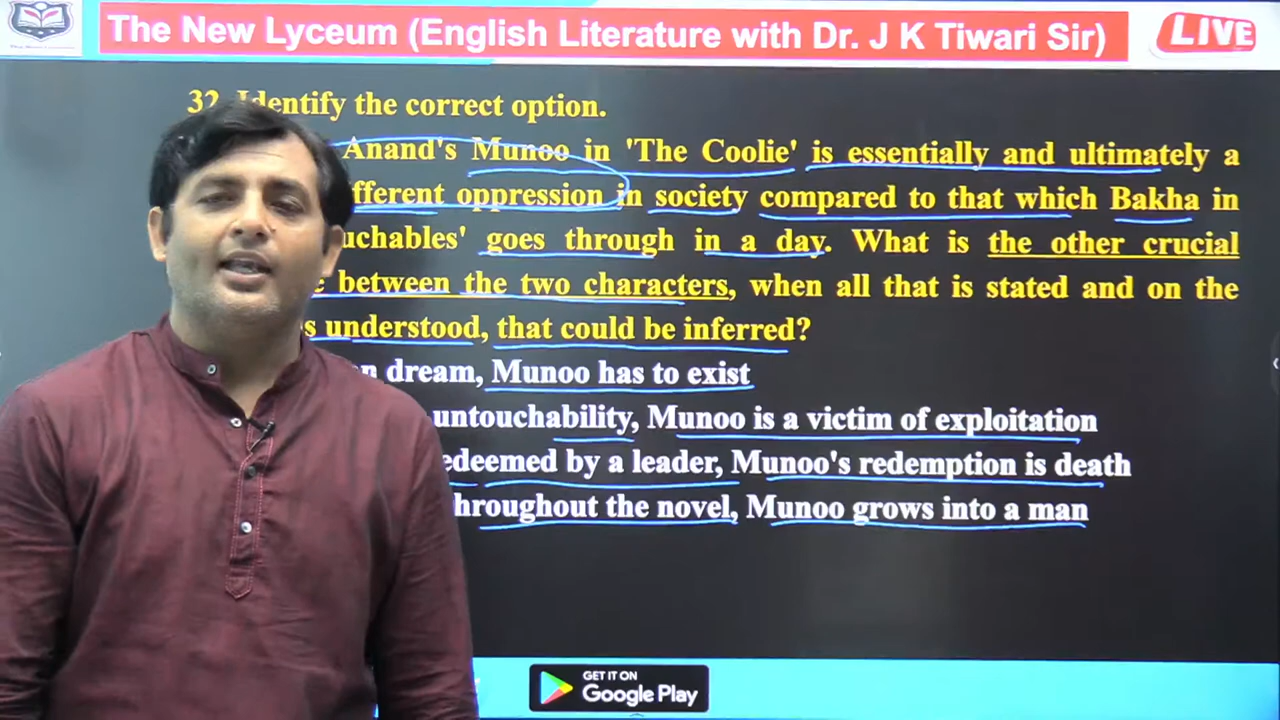 The New Lyceum (English Literature with Dr. J K Tiwari Sir)
LIVE
32. Identify the correct option.
Anand's Munoo in 'The Coolie' is essentially and ultimately a
fferent oppression in society compared to that which Bakha in
uchables' goes through in a day. What is the other crucial
e between the two characters, when all that is stated and on the
s understood, that could be inferred?
n dream, Munoo has to exist
untouchability, Munoo is a victim of exploitation
edeemed by a leader, Munoo's redemption is death
hroughout the novel, Munoo grows into a man
GET IT ON
Google Play